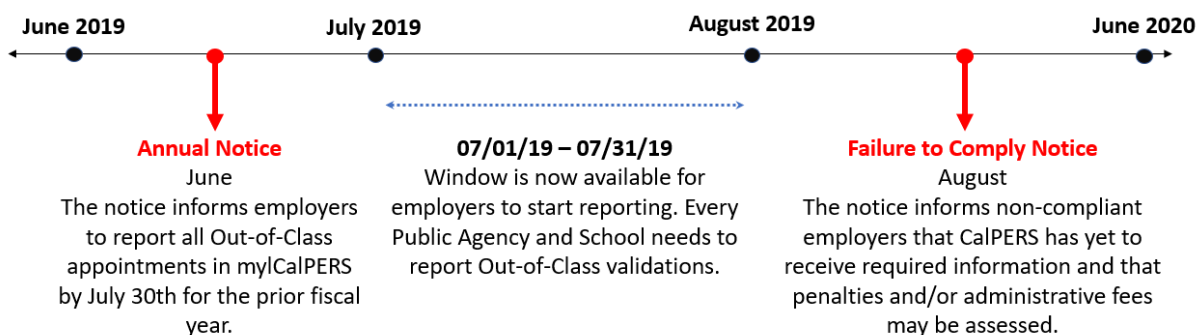 June 2019
July 2019
August 2019
June 2020
Annual Notice
June
The notice informs employers
to report all Out-of-Class
appointments in mylCalPERS
by July 30th for the prior fiscal
year.
07/01/19 – 07/31/19
Window is now available for
employers to start reporting. Every
Public Agency and School needs to
report Out-of-Class validations.
Failure to Comply Notice
August
The notice informs non-compliant
employers that CalPERS has yet to
receive required information and that
penalties and/or administrative fees
may be assessed.